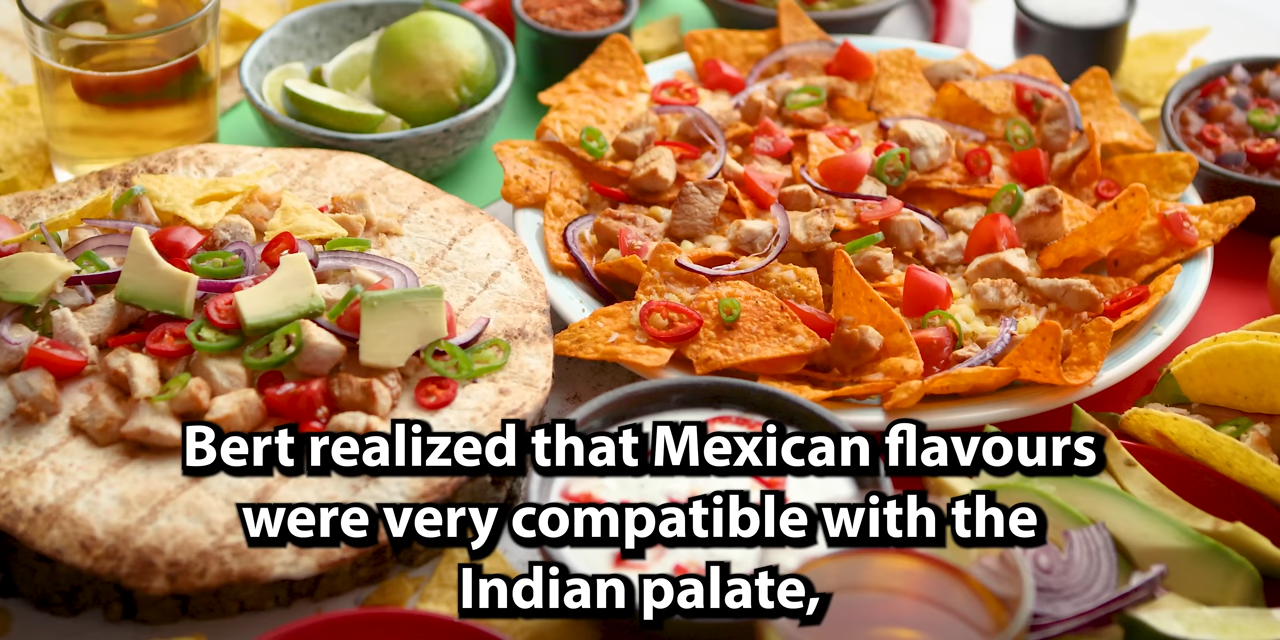 Bert realized that Mexican flavours
were very compatible with the
Indian palate,